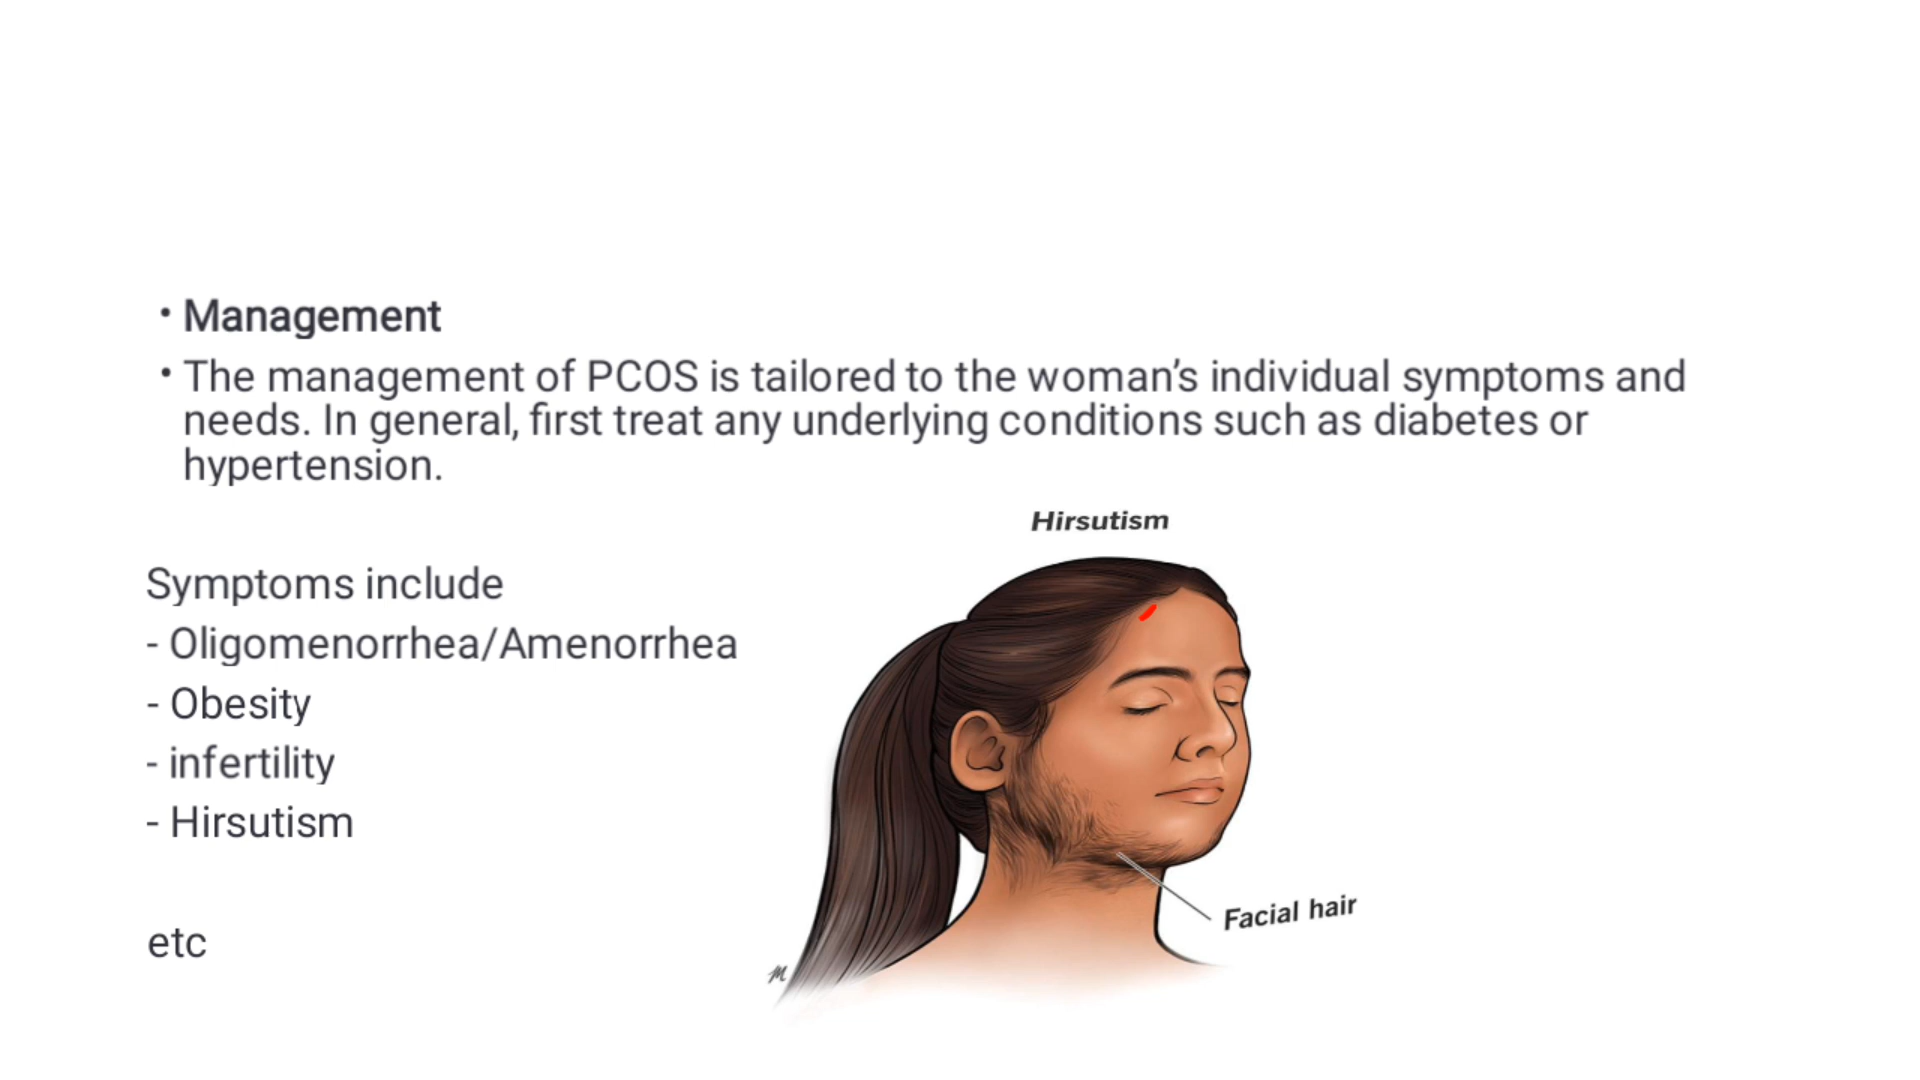 • Management
• The management of PCOS is tailored to the woman's individual symptoms and
needs. In general, first treat any underlying conditions such as diabetes or
hypertension.
Symptoms include
- Oligomenorrhea/Amenorrhea
- Obesity
- infertility
- Hirsutism
etc
Hirsutism
Facial hair